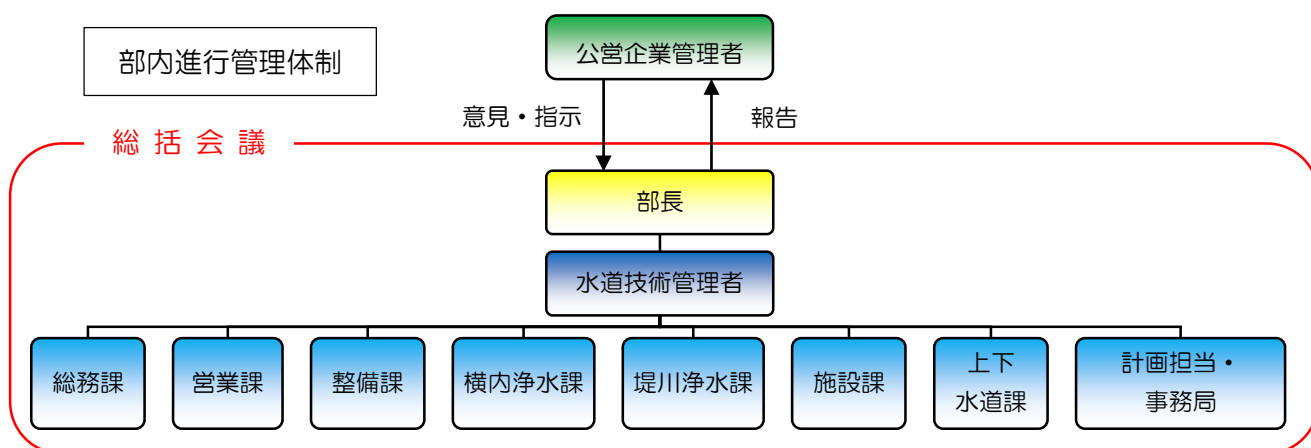 部内進行管理体制
公営企業管理者
意見・指示
報告
総括会議
部長
水道技術管理者
総務課
営業課
整備課
横内浄水課
堤川浄水課
施設課
上下
水道課
計画担当・
事務局